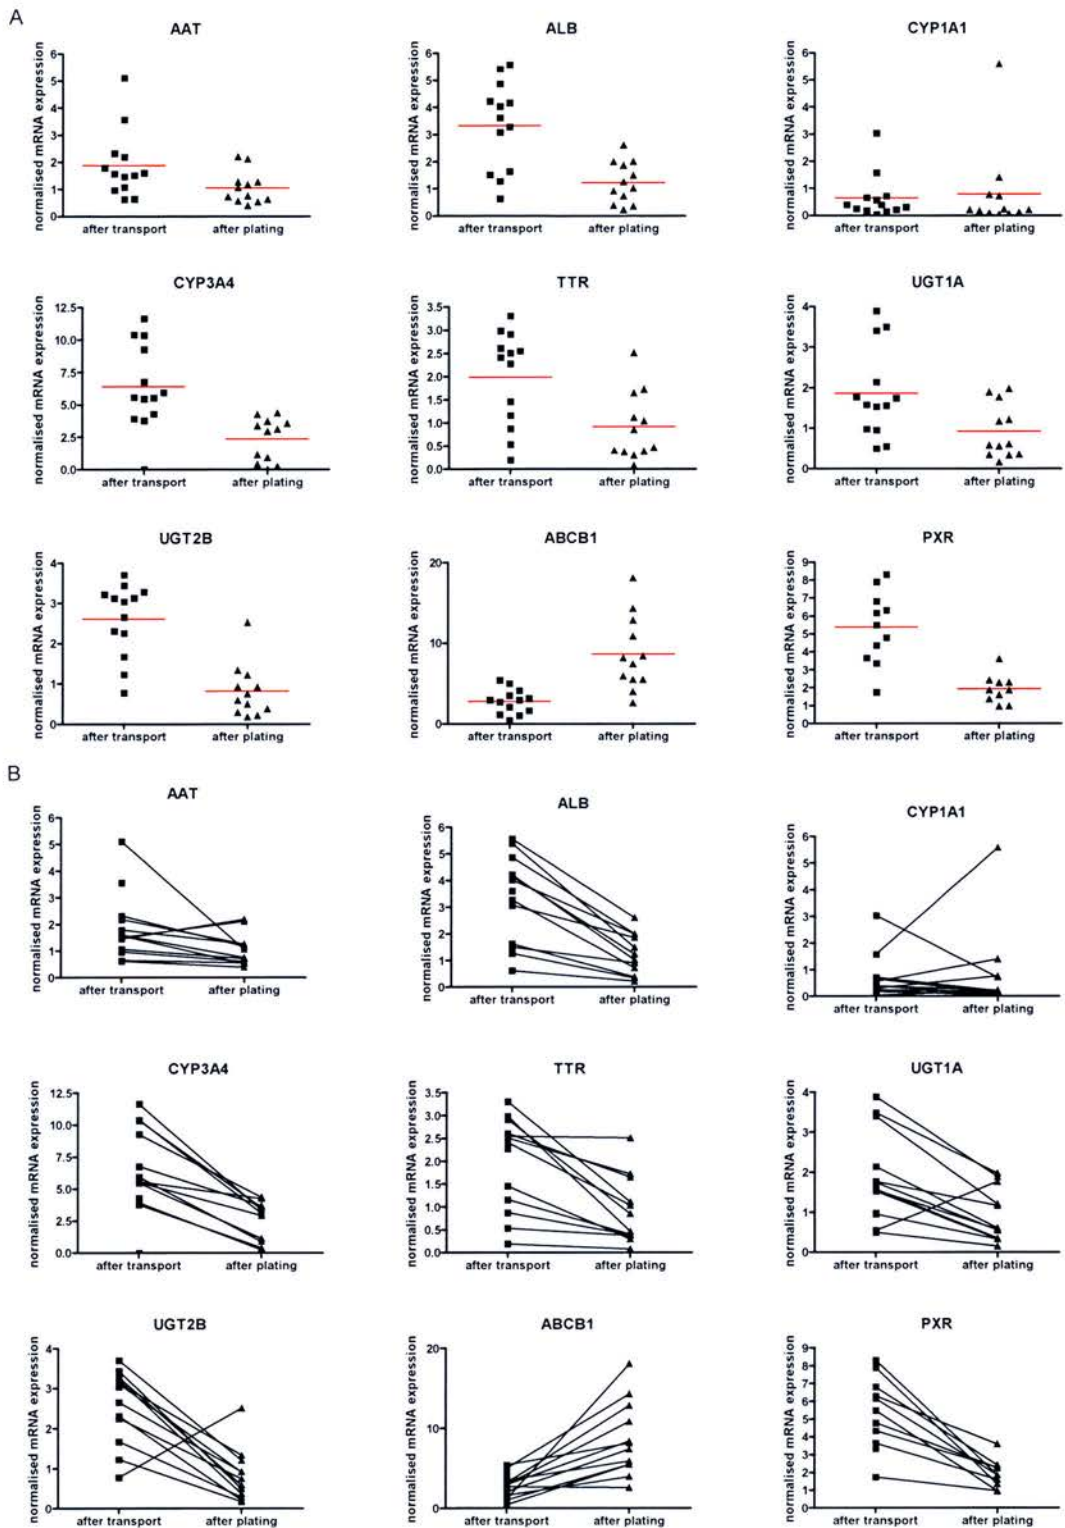 A
AAT
normalised mRNA expression
6
5
4
3
2
1
0
after transport after plating
ALB
normalised mRNA expression
6
5
4
3
2
1
0
after transport after plating
CYP1A1
normalised mRNA expression
6
5
4
3
2
1
0
after transport after plating
CYP3A4
normalised mRNA expression
12.5
10.0
7.5
5.0
2.5
0.0
after transport after plating
TTR
normalised mRNA expression
3.5
3.0
2.5
2.0
1.5
1.0
0.5
0.0
after transport after plating
UGT1A
normalised mRNA expression
4
3
2
1
0
after transport after plating
UGT2B
normalised mRNA expression
4
3
2
1
0
after transport after plating
ABCB1
normalised mRNA expression
20
10
0
after transport after plating
PXR
normalised mRNA expression
9
8
7
6
5
4
3
2
1
0
after transport after plating
B
AAT
normalised mRNA expression
6
5
4
3
2
1
0
after transport after plating
ALB
normalised mRNA expression
6
5
4
3
2
1
0
after transport after plating
CYP1A1
normalised mRNA expression
6
5
4
3
2
1
0
after transport after plating
CYP3A4
normalised mRNA expression
12.5
10.0
7.5
5.0
2.5
0.0
after transport after plating
TTR
normalised mRNA expression
3.5
3.0
2.5
2.0
1.5
1.0
0.5
0.0
after transport after plating
UGT1A
normalised mRNA expression
4
3
2
1
0
after transport after plating
UGT2B
normalised mRNA expression
4
3
2
1
0
after transport after plating
ABCB1
normalised mRNA expression
20
10
0
after transport after plating
PXR
normalised mRNA expression
9
8
7
6
5
4
3
2
1
0
after transport after plating